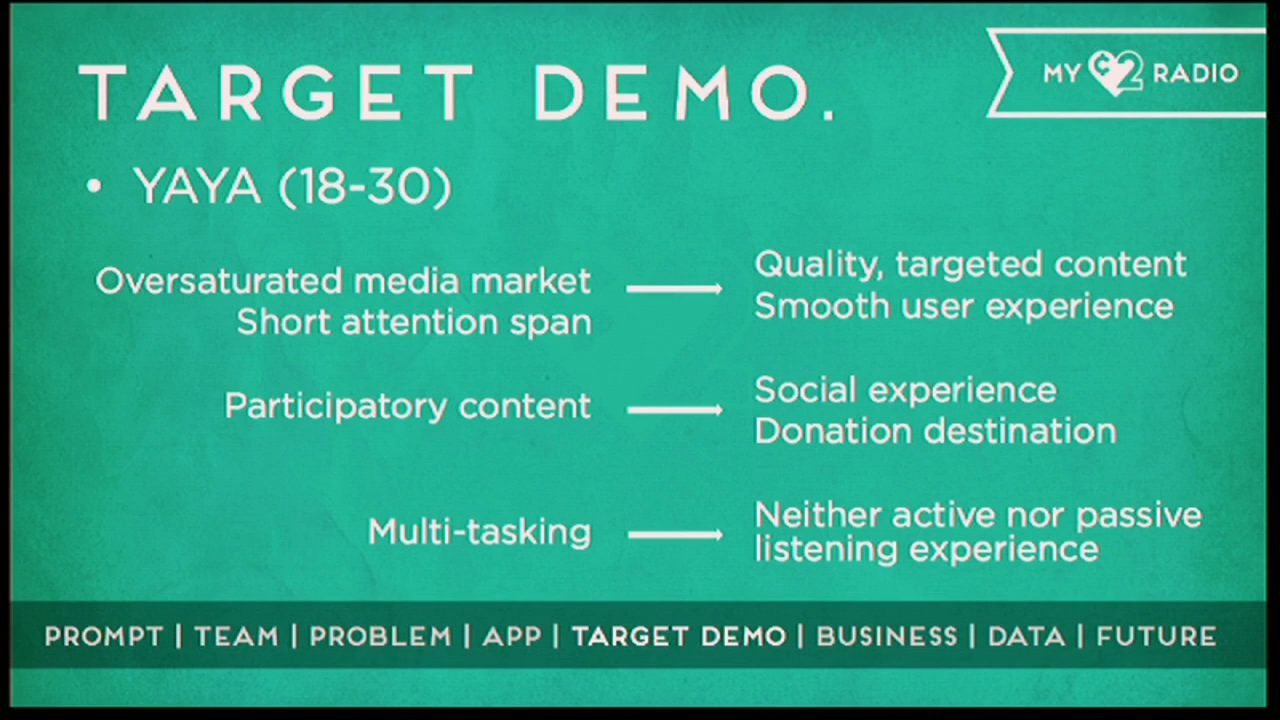 TARGET DEMO.
MY C2 RADIO
• YAYA (18-30)
Oversaturated media market
Short attention span
Quality, targeted content
Smooth user experience
Participatory content
Social experience
Donation destination
Multi-tasking
Neither active nor passive
listening experience
PROMPT | TEAM | PROBLEM | APP | TARGET DEMO | BUSINESS | DATA | FUTURE